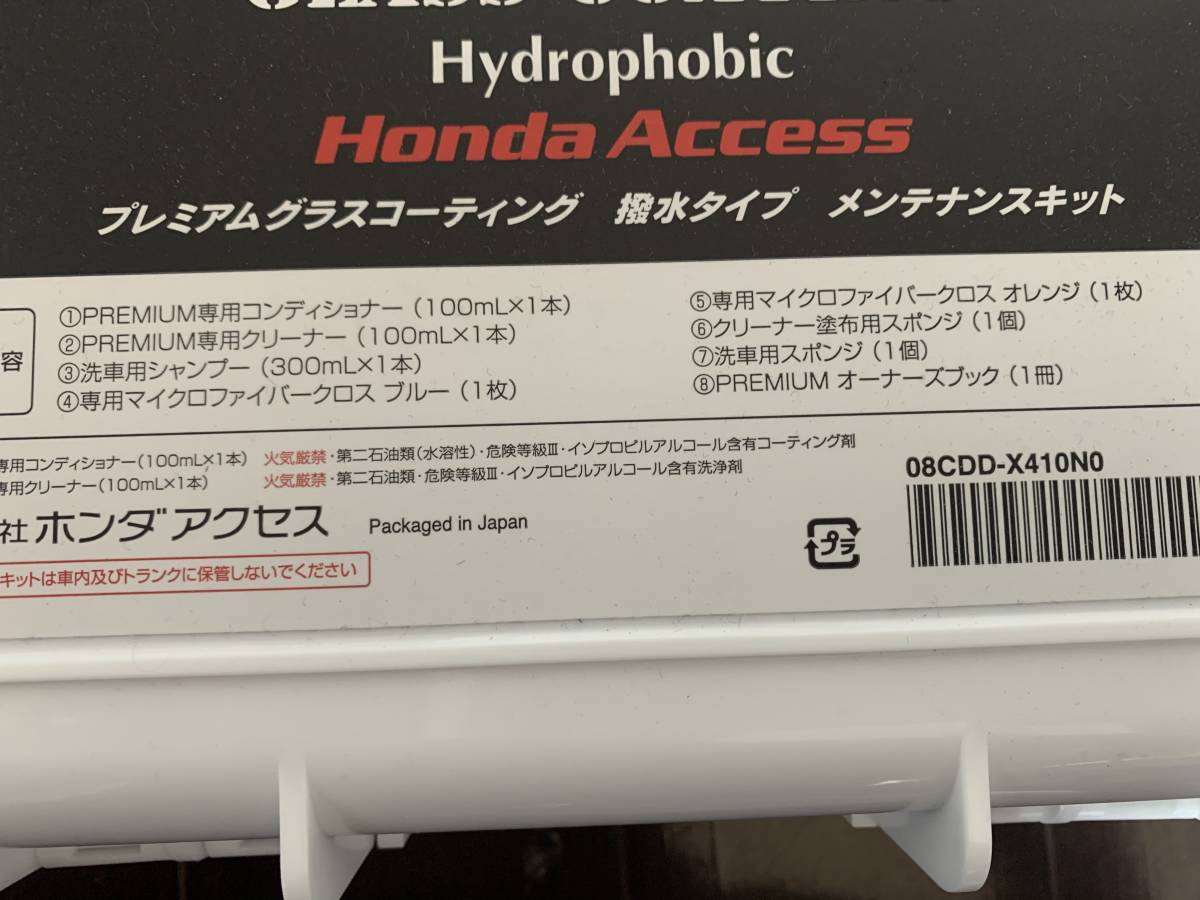 Hydrophobic
Honda Access
プレミアムグラスコーティング 撥水タイプ メンテナンスキット
容
①PREMIUM専用コンディショナー（100mL×1本）
②PREMIUM専用クリーナー（100mL×1本）
③洗車用シャンプー（300mL×1本）
④専用マイクロファイバークロス ブルー（1枚）
⑤専用マイクロファイバークロス オレンジ（1枚）
⑥クリーナー塗布用スポンジ（1個）
⑦洗車用スポンジ（1個）
⑧PREMIUM オーナーズブック（1冊）
専用コンディショナー（100mL×1本） 火気厳禁・第二石油類（水溶性）・危険等級Ⅲ・イソプロピルアルコール含有コーティング剤
専用クリーナー（100mL×1本） 火気厳禁・第二石油類・危険等級Ⅲ・イソプロピルアルコール含有洗浄剤
社 ホンダアクセス Packaged in Japan
キットは車内及びトランクに保管しないでください
プラ
08CDD-X410N0